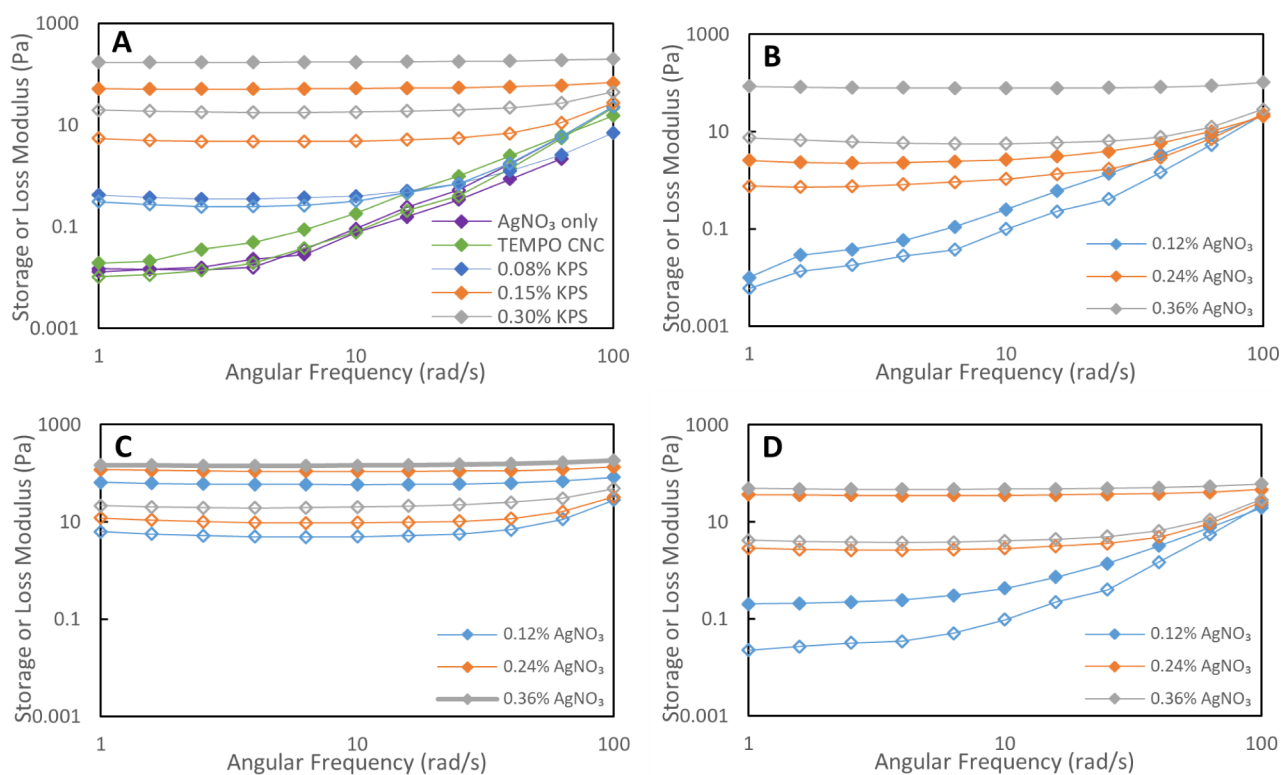 A
Storage or Loss Modulus (Pa)
1000
10
0.1
0.001
AgNO₃ only
TEMPO CNC
0.08% KPS
0.15% KPS
0.30% KPS
1
10
100
Angular Frequency (rad/s)
B
Storage or Loss Modulus (Pa)
1000
10
0.1
0.001
0.12% AgNO₃
0.24% AgNO₃
0.36% AgNO₃
1
10
100
Angular Frequency (rad/s)
C
Storage or Loss Modulus (Pa)
1000
10
0.1
0.001
0.12% AgNO₃
0.24% AgNO₃
0.36% AgNO₃
1
10
100
Angular Frequency (rad/s)
D
Storage or Loss Modulus (Pa)
1000
10
0.1
0.001
0.12% AgNO₃
0.24% AgNO₃
0.36% AgNO₃
1
10
100
Angular Frequency (rad/s)